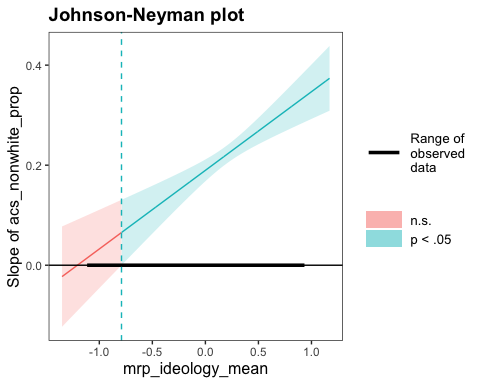 Johnson-Neyman plot
Slope of acs_nonwhite_prop
0.4
0.2
0.0
-1.0 -0.5 0.0 0.5 1.0
mrp_ideology_mean
Range of
observed
data
n.s.
p < .05